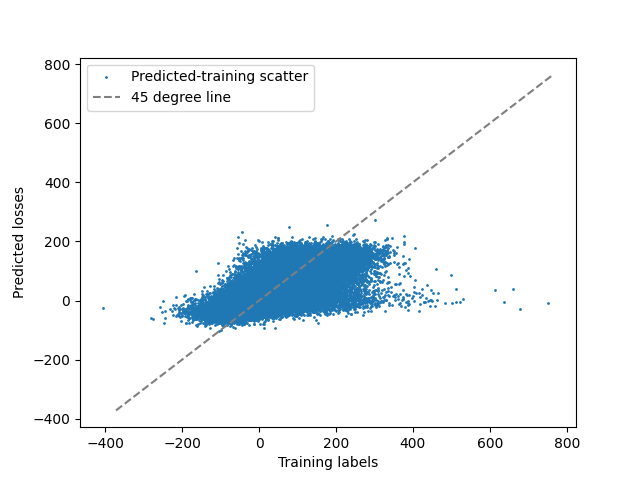 800
600
400
200
0
−200
−400
Predicted losses
Predicted-training scatter
45 degree line
−400 −200 0 200 400 600 800
Training labels